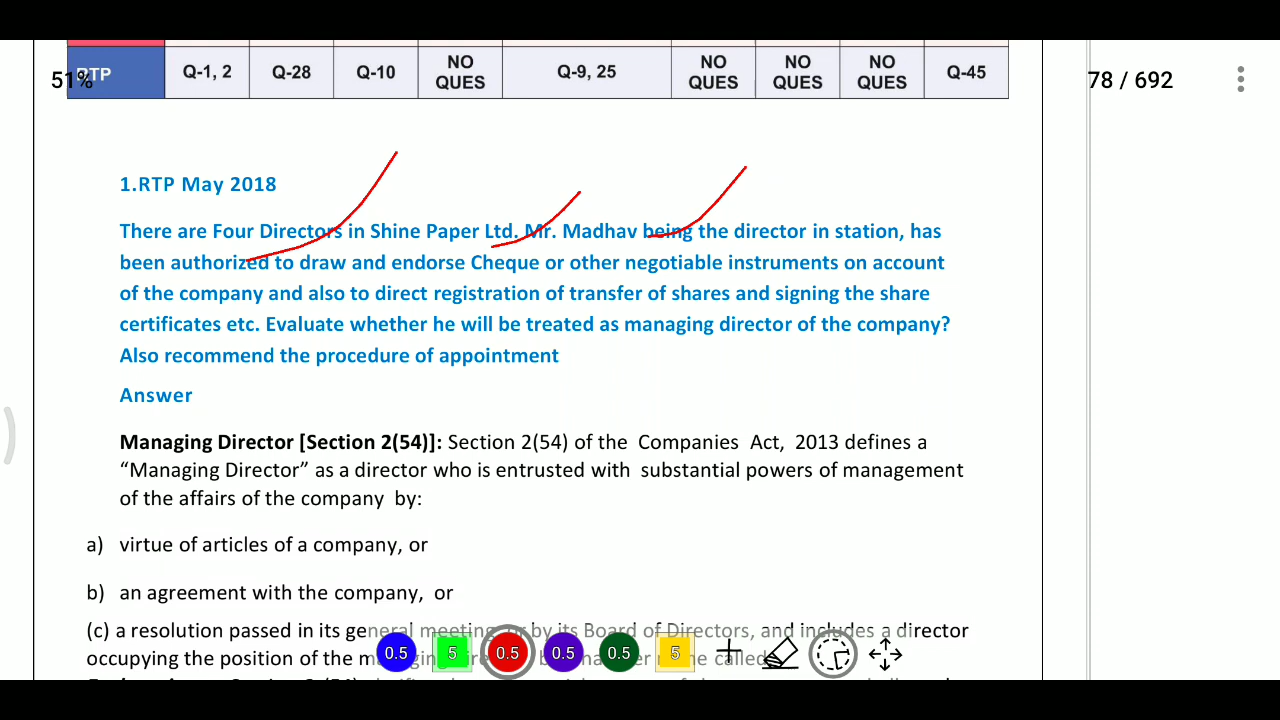 RTP Q-1, 2 Q-28 Q-10 NO QUES Q-9, 25 NO QUES NO QUES NO QUES Q-45
51% 78 / 692
1.RTP May 2018
There are Four Directors in Shine Paper Ltd. Mr. Madhav being the director in station, has
been authorized to draw and endorse Cheque or other negotiable instruments on account
of the company and also to direct registration of transfer of shares and signing the share
certificates etc. Evaluate whether he will be treated as managing director of the company?
Also recommend the procedure of appointment
Answer
Managing Director [Section 2(54)]: Section 2(54) of the Companies Act, 2013 defines a
“Managing Director” as a director who is entrusted with substantial powers of management
of the affairs of the company by:
a) virtue of articles of a company, or
b) an agreement with the company, or
(c) a resolution passed in its general meeting, or by its Board of Directors, and includes a director
occupying the position of the managing director, by name called
0.5 5 0.5 0.5 0.5 5